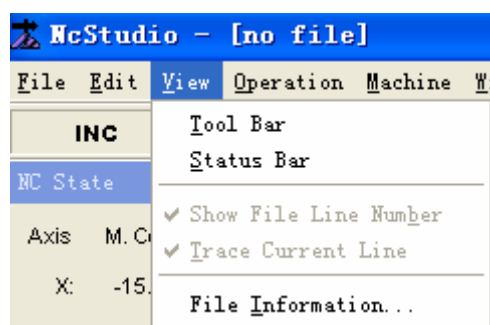 NcStudio - [no file]
File Edit View Operation Machine
INC
Tool Bar
Status Bar
NC State
Show File Line Number
Axis
Trace Current Line
X: -15.
File Information...